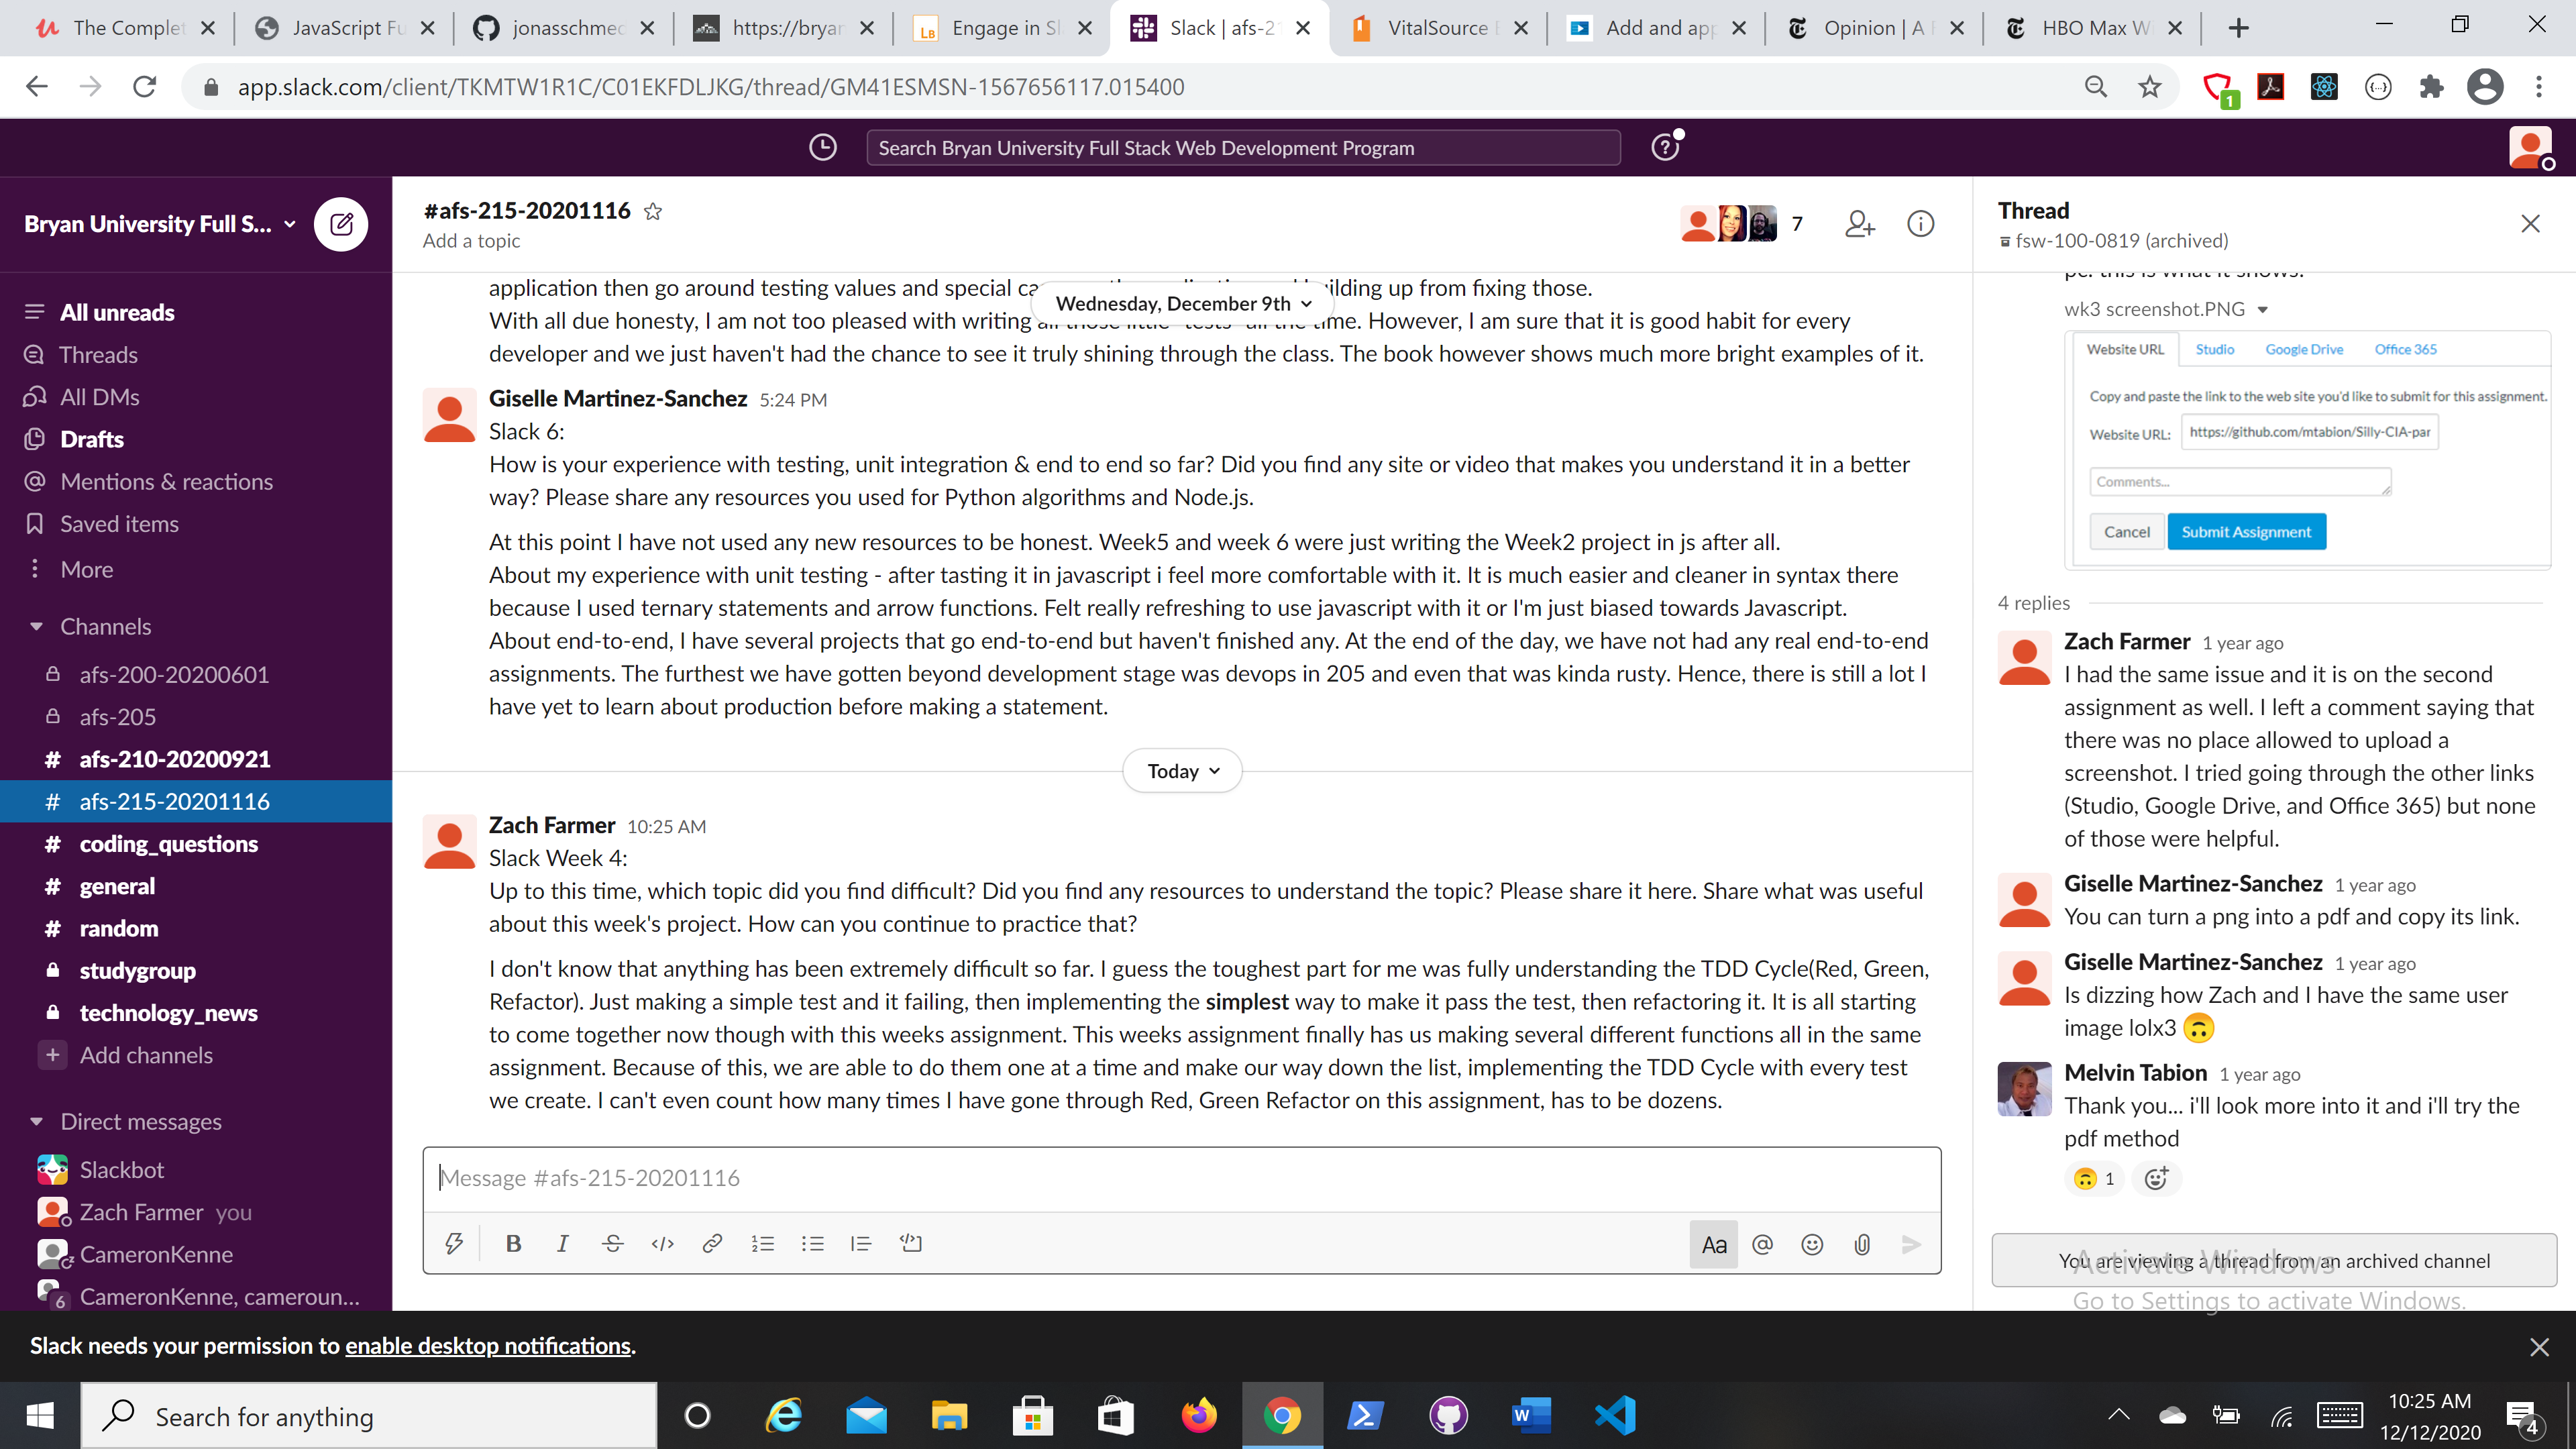 The Complet
JavaScript Fu
jonasschmed
https://bryan
Engage in Sl
Slack | afs-21
VitalSource
Add and app
Opinion | A
HBO Max W
app.slack.com/client/TKMTW1R1C/C01EKFDLJKG/thread/GM41ESMSN-1567656117.015400
1
Search Bryan University Full Stack Web Development Program
Bryan University Full S...
All unreads
Threads
All DMs
Drafts
Mentions & reactions
Saved items
More
Channels
afs-200-20200601
afs-205
# afs-210-20200921
# afs-215-20201116
# coding_questions
# general
# random
studygroup
technology_news
+ Add channels
Direct messages
Slackbot
Zach Farmer you
CameronKenne
6 CameronKenne, cameroun...
#afs-215-20201116
Add a topic
7
application then go around testing values and special
Wednesday, December 9th
up from fixing those.
With all due honesty, I am not too pleased with writing all those little "tests" all the time. However, I am sure that it is good habit for every
developer and we just haven't had the chance to see it truly shining through the class. The book however shows much more bright examples of it.
Giselle Martinez-Sanchez 5:24 PM
Slack 6:
How is your experience with testing, unit integration & end to end so far? Did you find any site or video that makes you understand it in a better
way? Please share any resources you used for Python algorithms and Node.js.
At this point I have not used any new resources to be honest. Week5 and week 6 were just writing the Week2 project in js after all.
About my experience with unit testing - after tasting it in javascript i feel more comfortable with it. It is much easier and cleaner in syntax there
because I used ternary statements and arrow functions. Felt really refreshing to use javascript with it or I'm just biased towards Javascript.
About end-to-end, I have several projects that go end-to-end but haven't finished any. At the end of the day, we have not had any real end-to-end
assignments. The furthest we have gotten beyond development stage was devops in 205 and even that was kinda rusty. Hence, there is still a lot I
have yet to learn about production before making a statement.
Today
Zach Farmer 10:25 AM
Slack Week 4:
Up to this time, which topic did you find difficult? Did you find any resources to understand the topic? Please share it here. Share what was useful
about this week's project. How can you continue to practice that?
I don't know that anything has been extremely difficult so far. I guess the toughest part for me was fully understanding the TDD Cycle(Red, Green,
Refactor). Just making a simple test and it failing, then implementing the simplest way to make it pass the test, then refactoring it. It is all starting
to come together now though with this weeks assignment. This weeks assignment finally has us making several different functions all in the same
assignment. Because of this, we are able to do them one at a time and make our way down the list, implementing the TDD Cycle with every test
we create. I can't even count how many times I have gone through Red, Green Refactor on this assignment, has to be dozens.
Message #afs-215-20201116
Aa
Thread
fsw-100-0819 (archived)
pc. this is what it shows:
wk3 screenshot.PNG
Website URL Studio Google Drive Office 365
Copy and paste the link to the web site you'd like to submit for this assignment.
Website URL: https://github.com/mtabion/Silly-CIA-par
Comments...
Cancel Submit Assignment
4 replies
Zach Farmer 1 year ago
I had the same issue and it is on the second
assignment as well. I left a comment saying that
there was no place allowed to upload a
screenshot. I tried going through the other links
(Studio, Google Drive, and Office 365) but none
of those were helpful.
Giselle Martinez-Sanchez 1 year ago
You can turn a png into a pdf and copy its link.
Giselle Martinez-Sanchez 1 year ago
Is dizzing how Zach and I have the same user
image lolx3
Melvin Tabion 1 year ago
Thank you... i'll look more into it and i'll try the
pdf method
1
You are viewing a thread from an archived channel
Activate Windows
Go to Settings to activate Windows.
Slack needs your permission to enable desktop notifications.
Search for anything
10:25 AM
12/12/2020
4